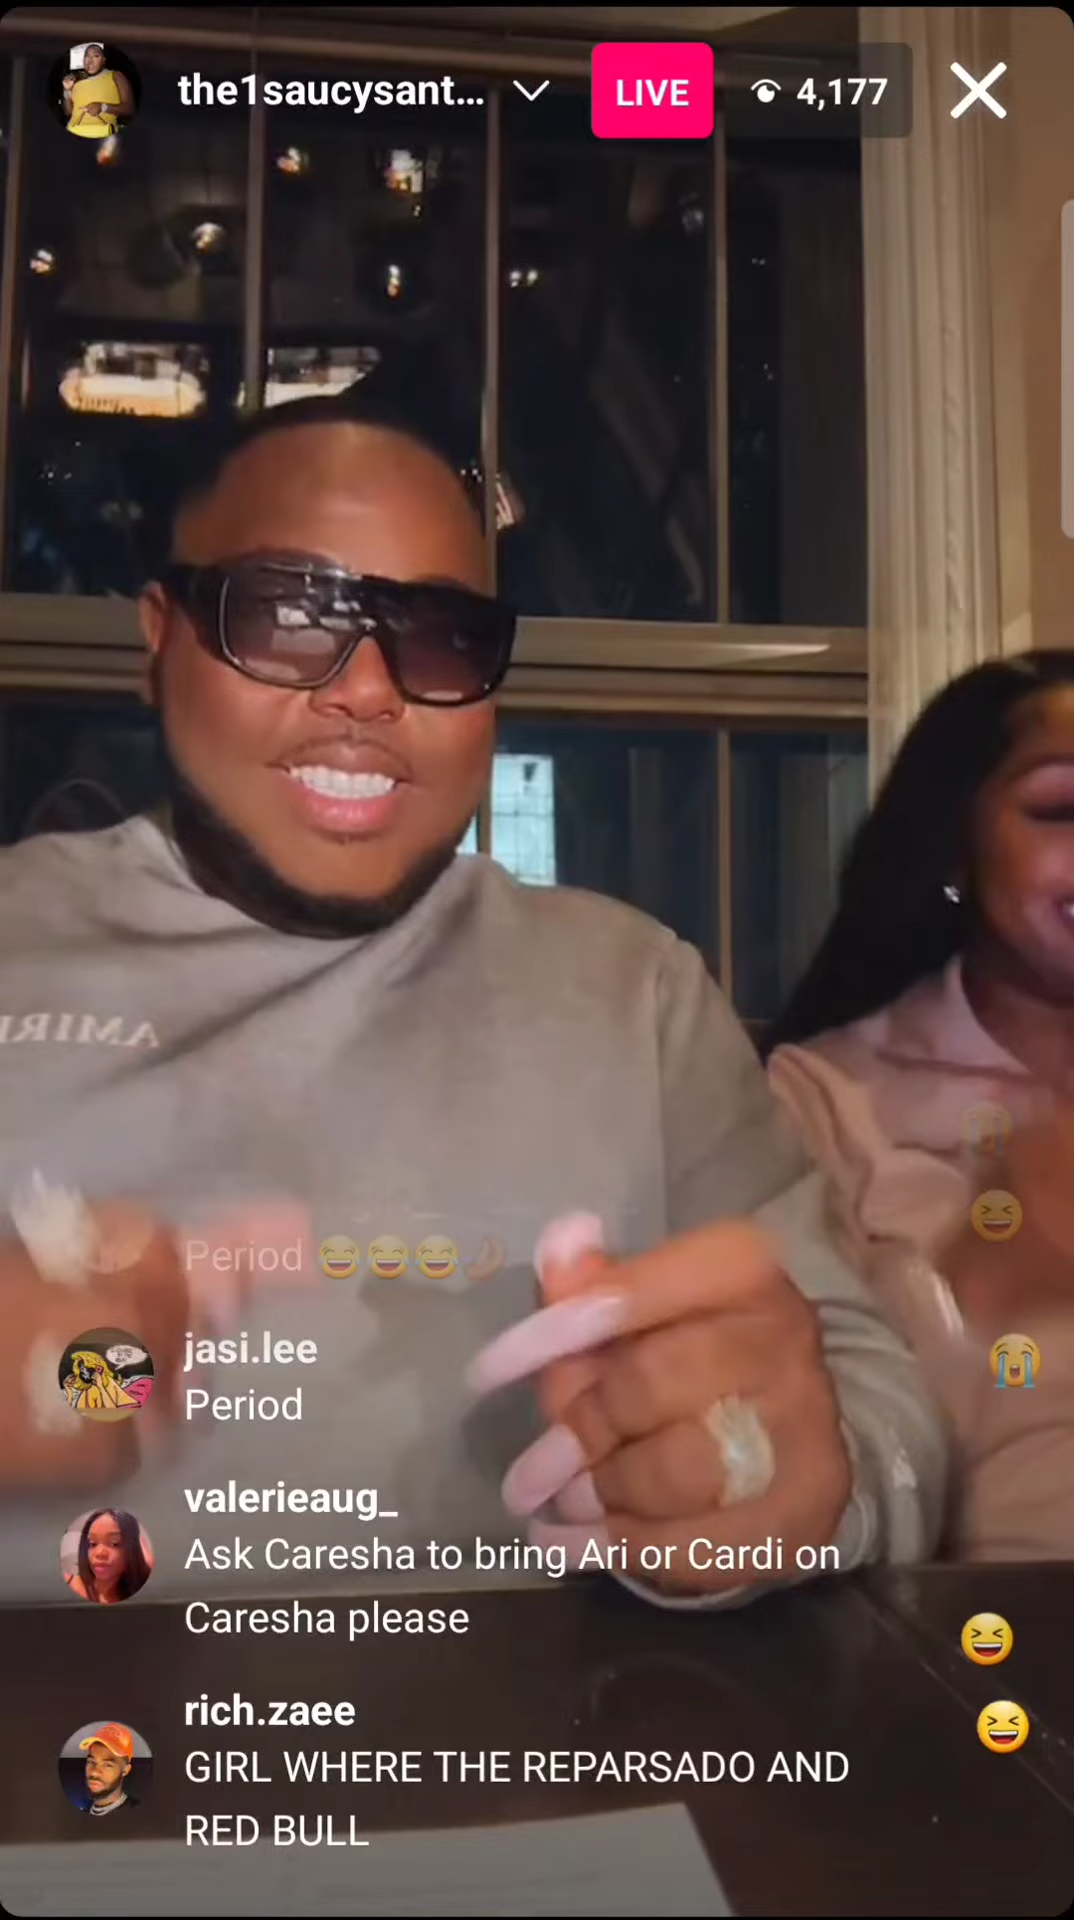 the1saucysant...
LIVE
4,177
AMIRI
Period 😂😂😂🤌🏽
jasi.lee
Period
valerieaug_
Ask Caresha to bring Ari or Cardi on
Caresha please
rich.zaee
GIRL WHERE THE REPARSADO AND
RED BULL